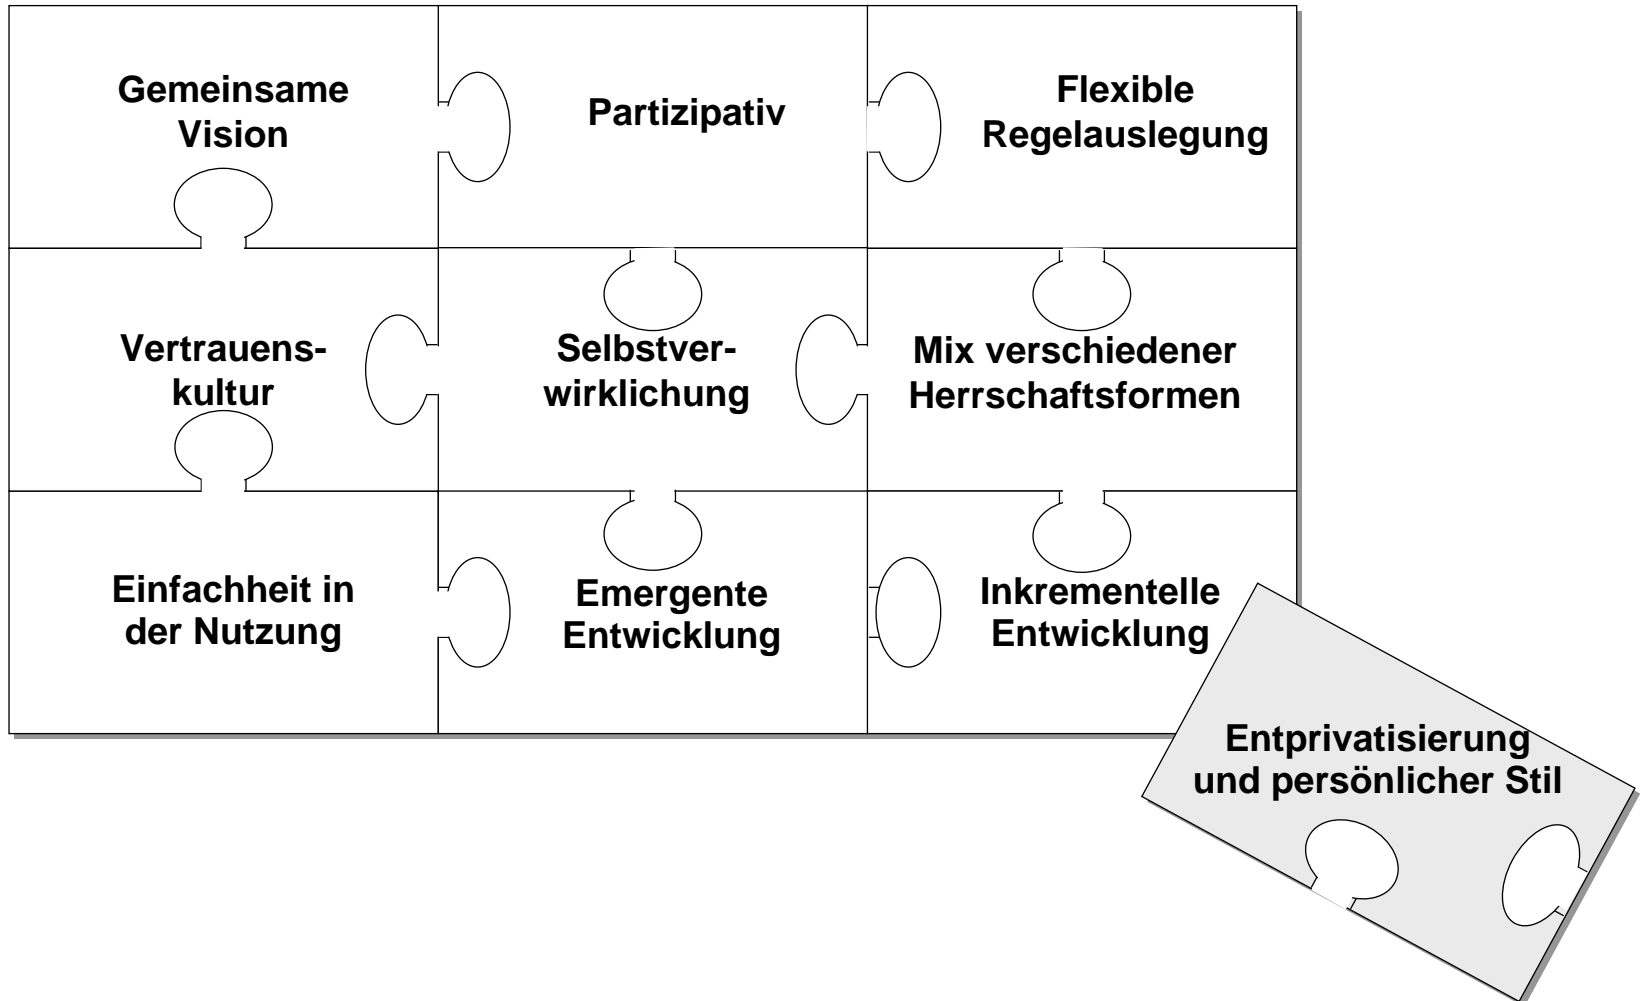 Gemeinsame
Vision
Partizipativ
Flexible
Regelauslegung
Vertrauens-
kultur
Selbstver-
wirklichung
Mix verschiedener
Herrschaftsformen
Einfachheit in
der Nutzung
Emergente
Entwicklung
Inkrementelle
Entwicklung
Entprivatisierung
und persönlicher Stil